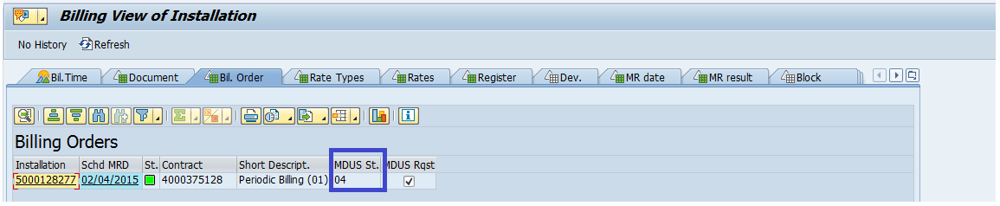 Billing View of Installation
No History Refresh
Bil.Time Document Bil. Order Rate Types Rates Register Dev. MR date MR result Block
Billing Orders
Installation Schd MRD St. Contract Short Descript. MDUS St. MDUS Rqst
5000128277 02/04/2015 4000375128 Periodic Billing (01) 04